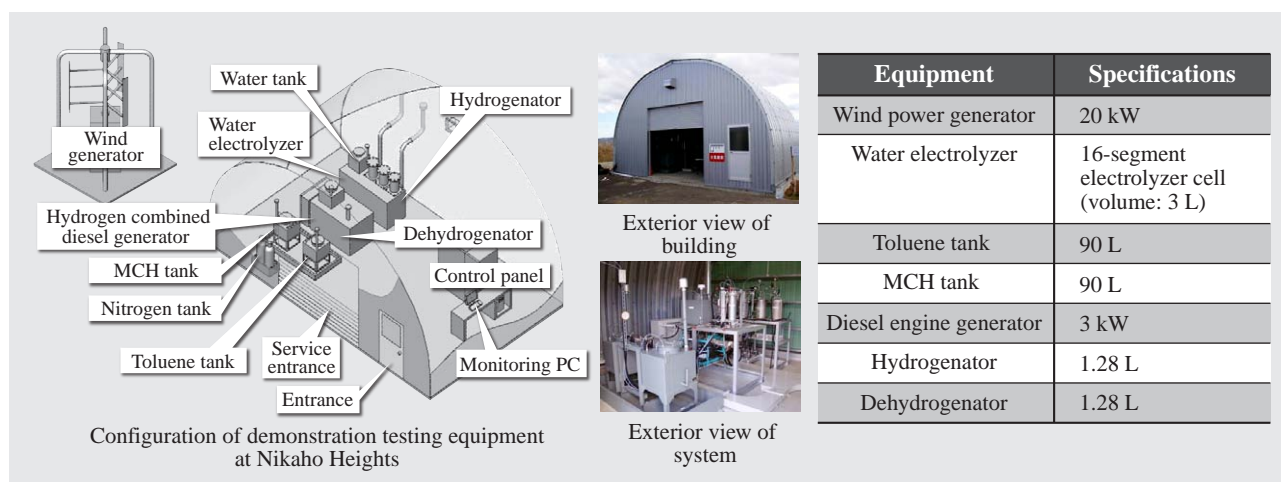 Water tank
Hydrogenator
Water
electrolyzer
Wind
generator
Hydrogen combined
diesel generator
Dehydrogenator
MCH tank
Control panel
Nitrogen tank
Toluene tank
Service
entrance
Monitoring PC
Entrance
Configuration of demonstration testing equipment
at Nikaho Heights
Exterior view of
building
Exterior view of
system
Equipment Specifications
Wind power generator 20 kW
Water electrolyzer 16-segment
electrolyzer cell
(volume: 3 L)
Toluene tank 90 L
MCH tank 90 L
Diesel engine generator 3 kW
Hydrogenator 1.28 L
Dehydrogenator 1.28 L